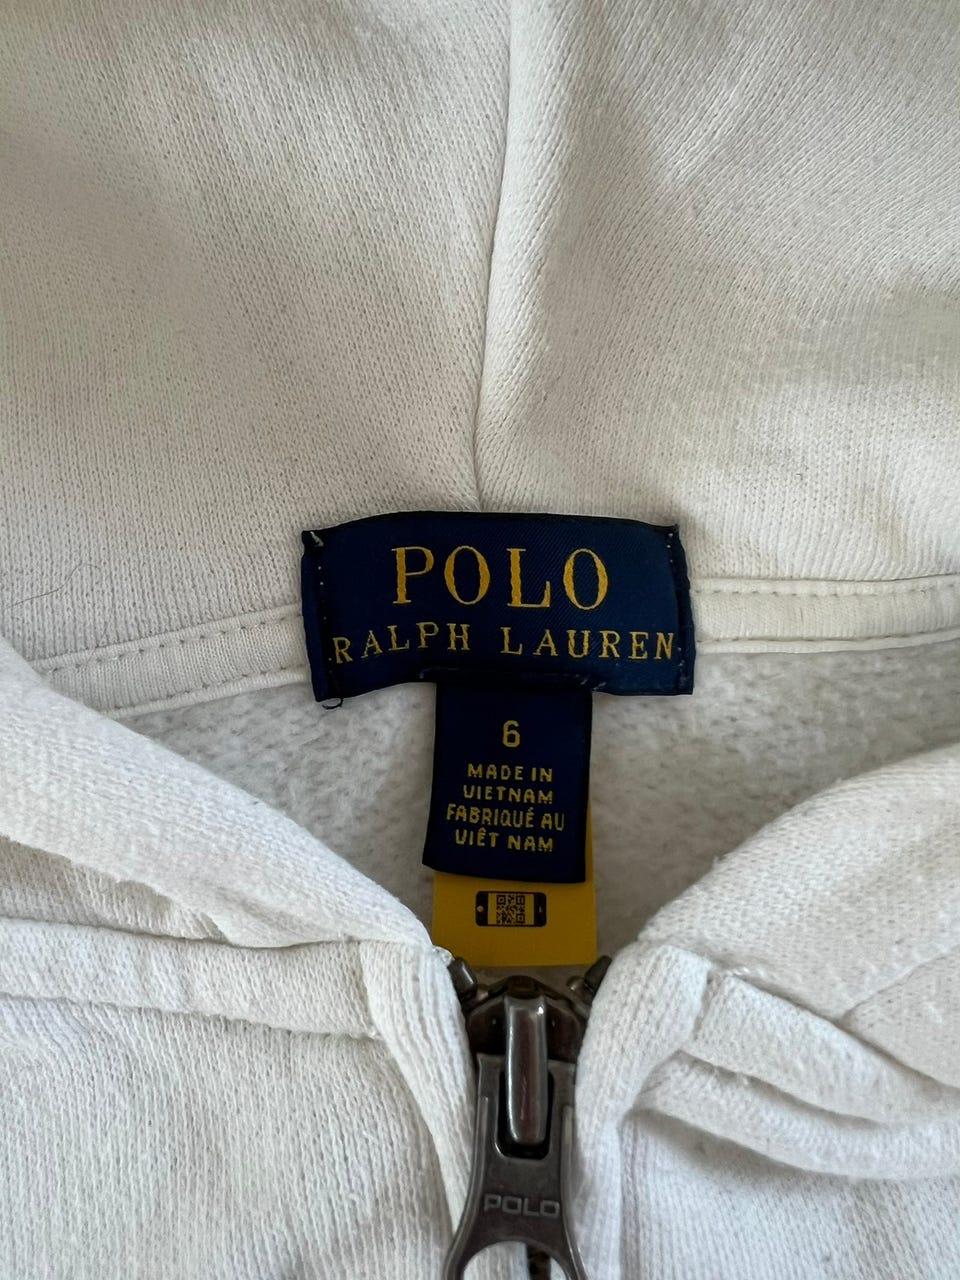 POLO
RALPH LAUREN
6
MADE IN
VIETNAM
FABRIQUÉ AU
VIÊT NAM
POLO